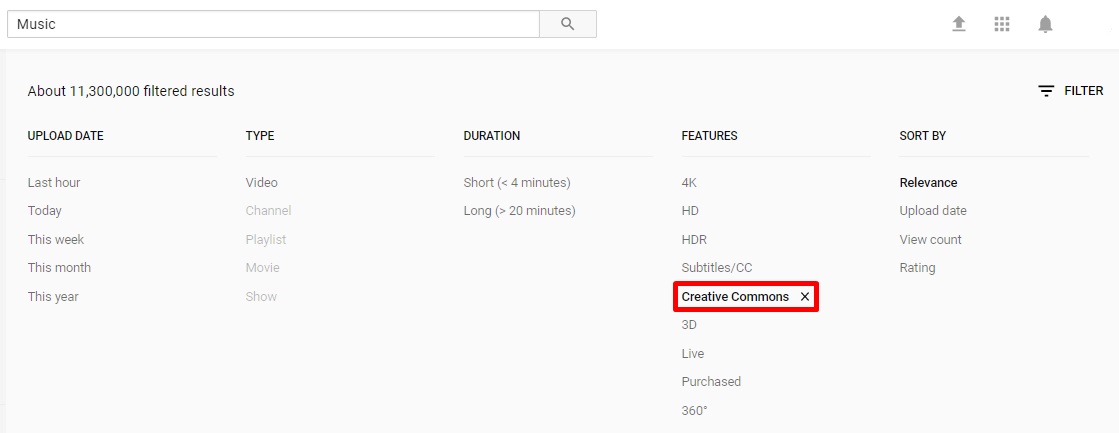 Music
About 11,300,000 filtered results
FILTER
UPLOAD DATE
Last hour
Today
This week
This month
This year
TYPE
Video
Channel
Playlist
Movie
Show
DURATION
Short (< 4 minutes)
Long (> 20 minutes)
FEATURES
4K
HD
HDR
Subtitles/CC
Creative Commons ×
3D
Live
Purchased
360°
SORT BY
Relevance
Upload date
View count
Rating